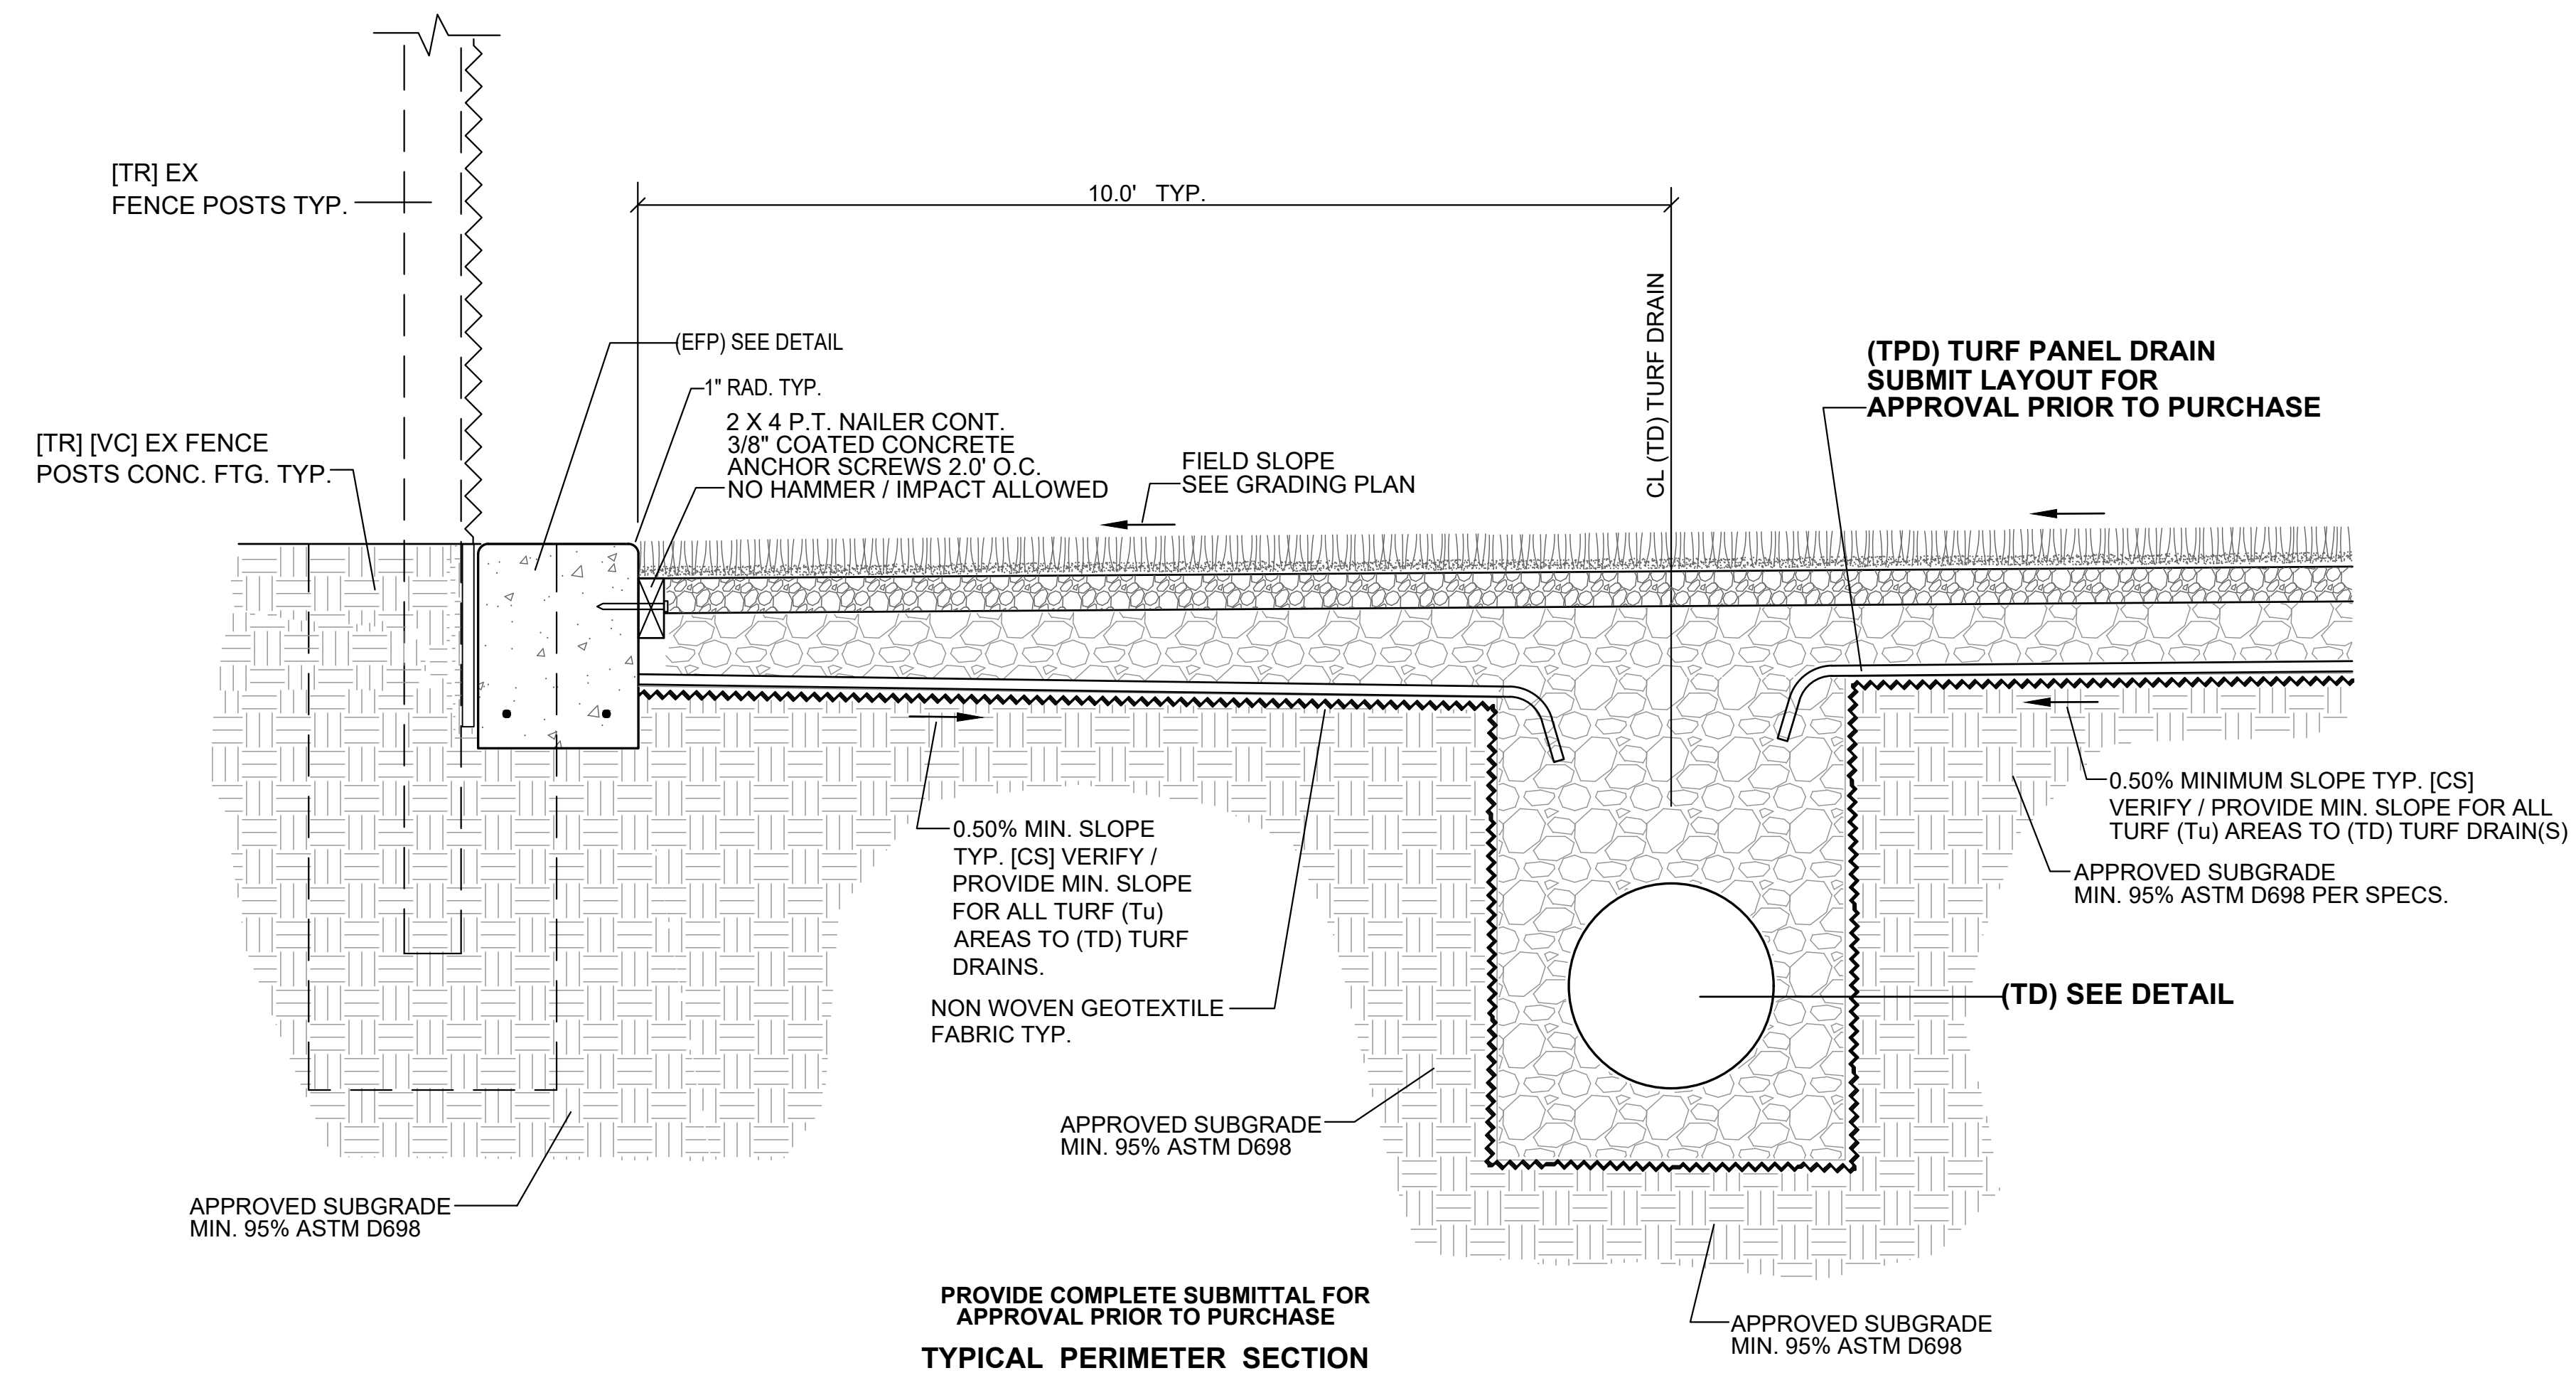 [TR] EX
FENCE POSTS TYP.
10.0' TYP.
CL (TD) TURF DRAIN
(EFP) SEE DETAIL
1" RAD. TYP.
2 X 4 P.T. NAILER CONT.
3/8" COATED CONCRETE
ANCHOR SCREWS 2.0' O.C.
NO HAMMER / IMPACT ALLOWED
(TPD) TURF PANEL DRAIN
SUBMIT LAYOUT FOR
APPROVAL PRIOR TO PURCHASE
[TR] [VC] EX FENCE
POSTS CONC. FTG. TYP.
FIELD SLOPE
SEE GRADING PLAN
0.50% MINIMUM SLOPE TYP. [CS]
VERIFY / PROVIDE MIN. SLOPE FOR ALL
TURF (Tu) AREAS TO (TD) TURF DRAIN(S)
APPROVED SUBGRADE
MIN. 95% ASTM D698 PER SPECS.
0.50% MIN. SLOPE
TYP. [CS] VERIFY /
PROVIDE MIN. SLOPE
FOR ALL TURF (Tu)
AREAS TO (TD) TURF
DRAINS.
NON WOVEN GEOTEXTILE
FABRIC TYP.
(TD) SEE DETAIL
APPROVED SUBGRADE
MIN. 95% ASTM D698
APPROVED SUBGRADE
MIN. 95% ASTM D698
APPROVED SUBGRADE
MIN. 95% ASTM D698
PROVIDE COMPLETE SUBMITTAL FOR
APPROVAL PRIOR TO PURCHASE
TYPICAL PERIMETER SECTION